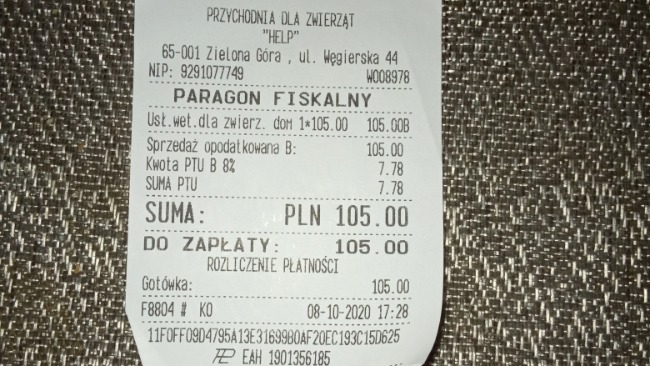 PRZYCHODNIA DLA ZWIERZĄT
"HELP"
65-001 Zielona Góra , ul. Węgierska 44
NIP: 9291077749 W008978
PARAGON FISKALNY
Usł.wet.dla zwierz. dom 1*105.00 105.00B
Sprzedaż opodatkowana B: 105.00
Kwota PTU B 8% 7.78
SUMA PTU 7.78
SUMA: PLN 105.00
DO ZAPŁATY: 105.00
ROZLICZENIE PŁATNOŚCI
Gotówka: 105.00
F8804 # KO 08-10-2020 17:28
11F0FF09D4795A13E31699B0AF20EC193C15D625
EAH 1901356185